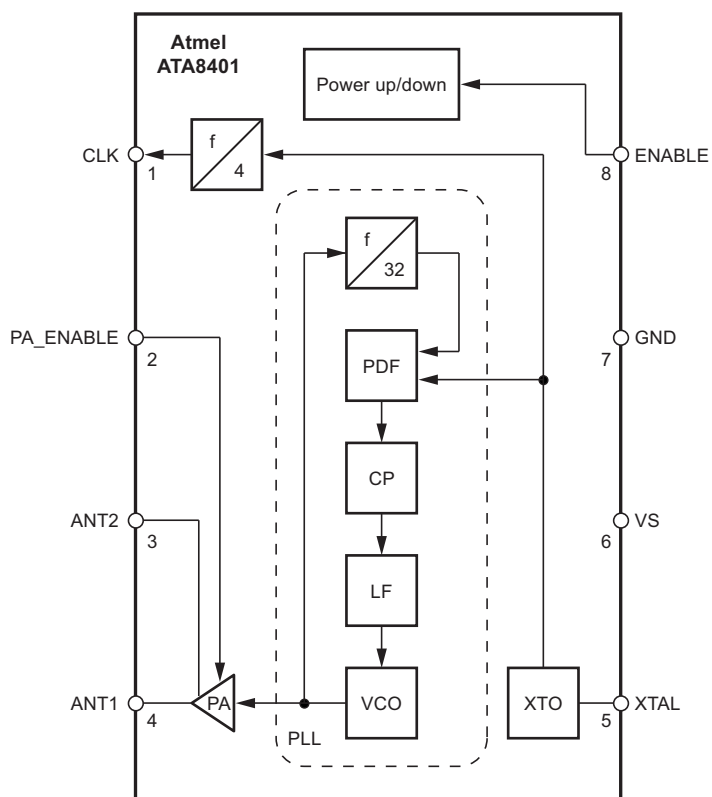 Atmel
ATA8401
Power up/down
CLK
1
f
4
ENABLE
8
f
32
PA_ENABLE
2
PDF
GND
7
CP
ANT2
3
VS
6
LF
ANT1
4
PA
VCO
XTO
XTAL
5
PLL